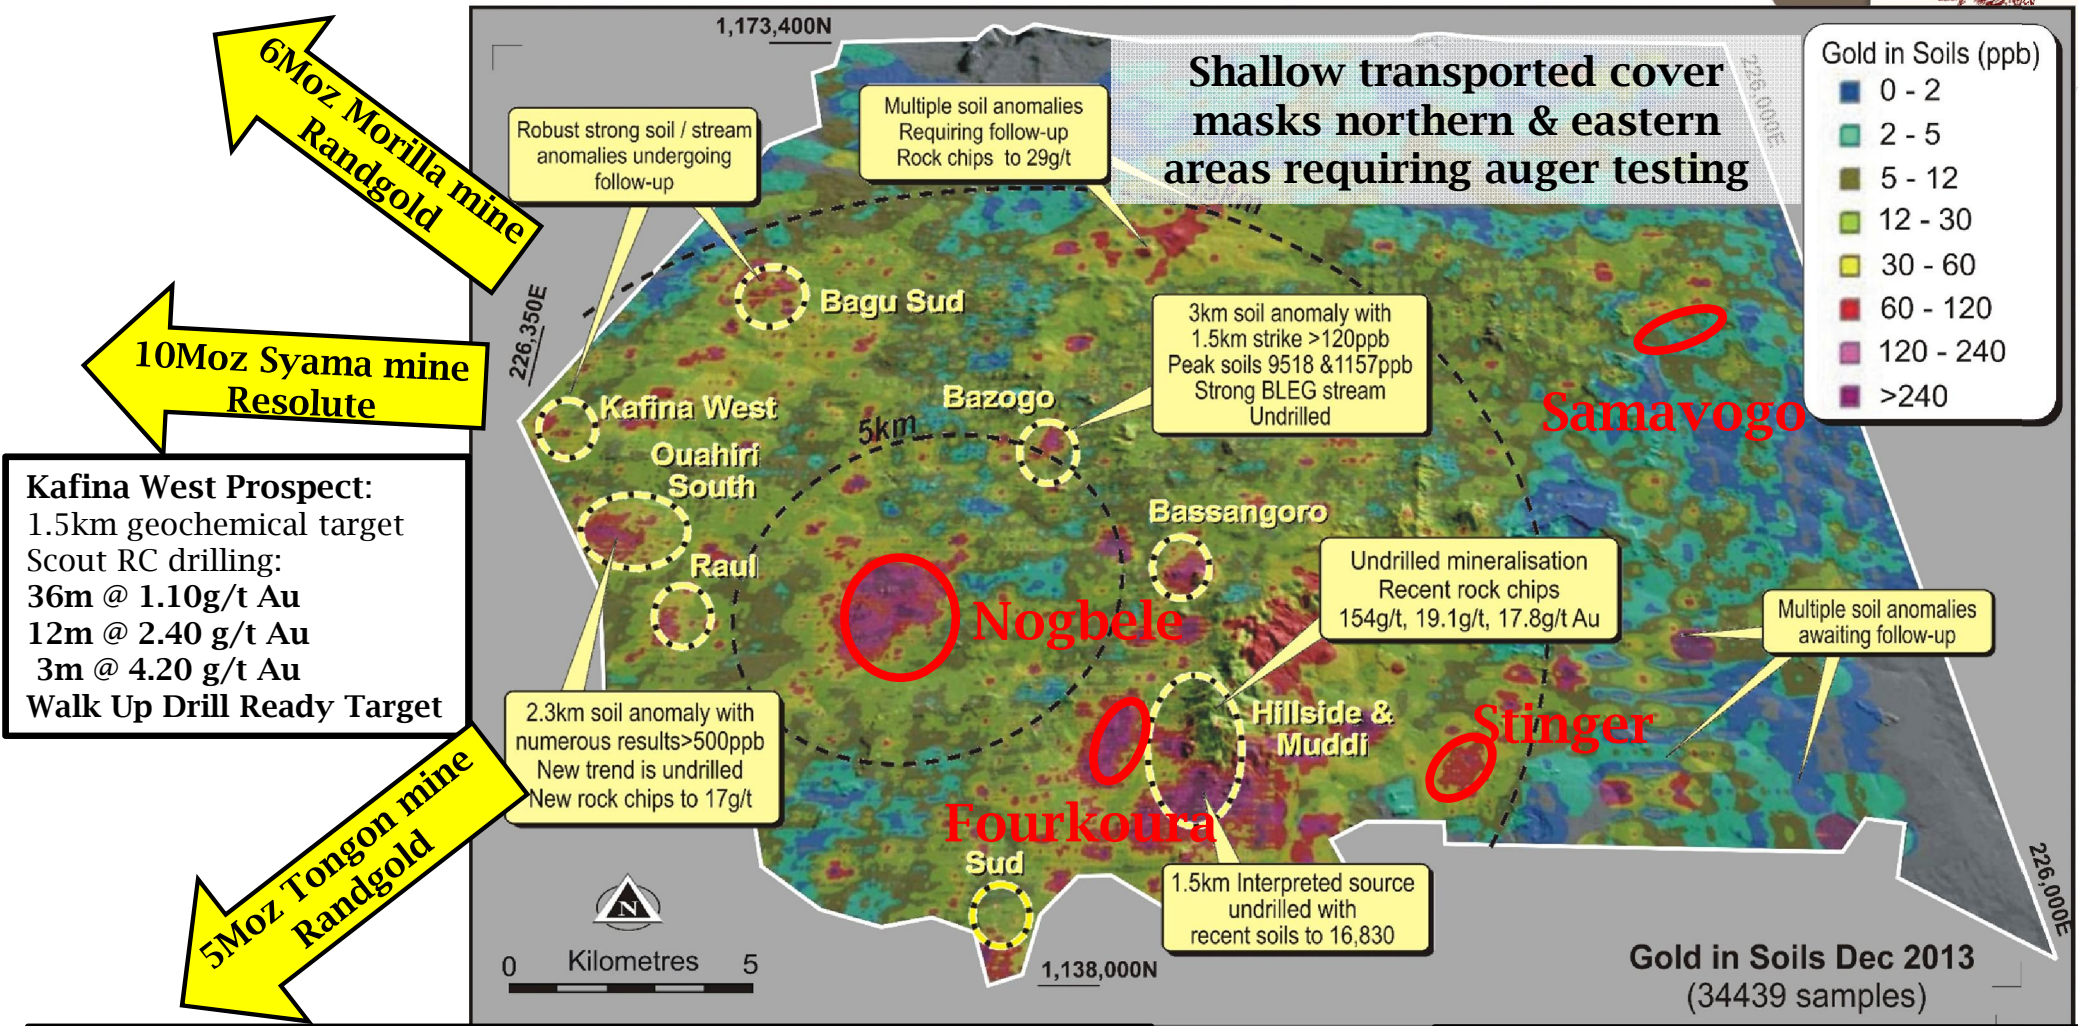 1,173,400N
6Moz Morilla mine
Randgold
10Moz Syama mine
Resolute
Kafina West Prospect:
1.5km geochemical target
Scout RC drilling:
36m @ 1.10g/t Au
12m @ 2.40 g/t Au
3m @ 4.20 g/t Au
Walk Up Drill Ready Target
5Moz Tongon mine
Randgold
Robust strong soil / stream
anomalies undergoing
follow-up
Multiple soil anomalies
Requiring follow-up
Rock chips to 29g/t
Shallow transported cover
masks northern & eastern
areas requiring auger testing
226,000E
Gold in Soils (ppb)
0 - 2
2 - 5
5 - 12
12 - 30
30 - 60
60 - 120
120 - 240
>240
226,350E
Bagu Sud
3km soil anomaly with
1.5km strike >120ppb
Peak soils 9518 &1157ppb
Strong BLEG stream
Undrilled
Kafina West
Bazogo
5km
Samavogo
Ouahiri
South
Bassangoro
Raul
Nogbele
Undrilled mineralisation
Recent rock chips
154g/t, 19.1g/t, 17.8g/t Au
Multiple soil anomalies
awaiting follow-up
2.3km soil anomaly with
numerous results>500ppb
New trend is undrilled
New rock chips to 17g/t
Hillside &
Muddi
Stinger
Fourkoura
Sud
1.5km Interpreted source
undrilled with
recent soils to 16,830
N
0 Kilometres 5
1,138,000N
226,000E
Gold in Soils Dec 2013
(34439 samples)